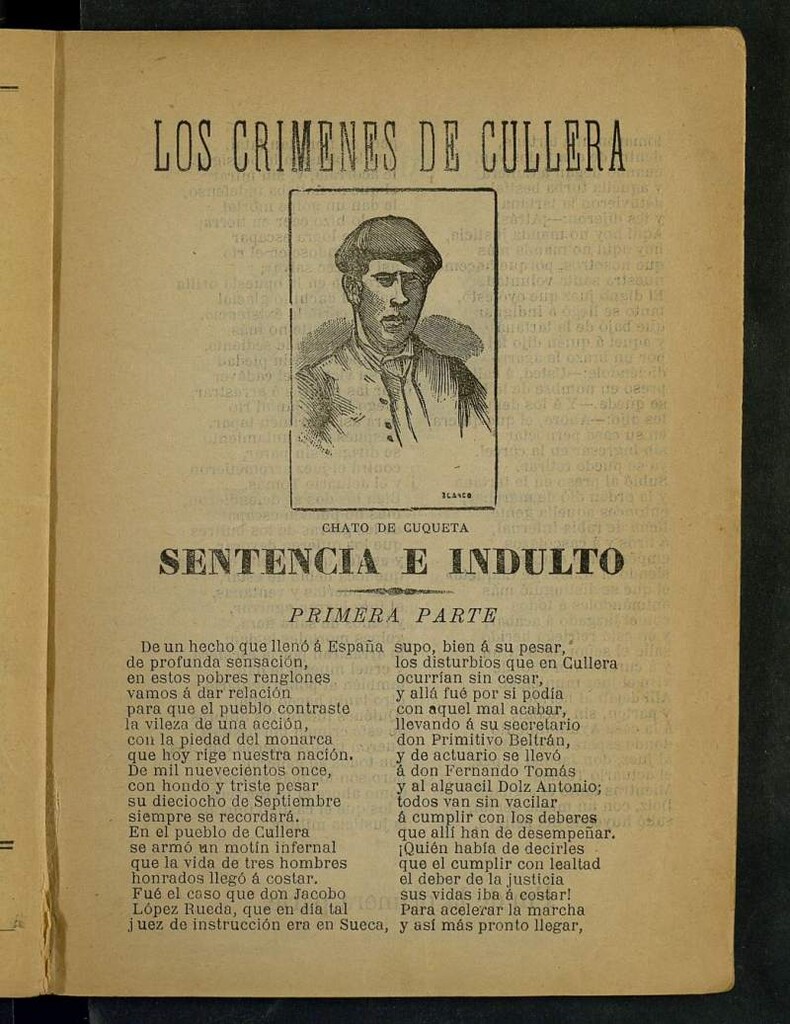 LOS CRIMENES DE CULLERA
BLANCO
CHATO DE CUQUETA
SENTENCIA E INDULTO
PRIMERA PARTE
De un hecho que llenó á España
de profunda sensación,
en estos pobres renglones
vamos á dar relación
para que el pueblo contraste
la vileza de una acción,
con la piedad del monarca
que hoy rige nuestra nación.
De mil nuevecientos once,
con hondo y triste pesar
su dieciocho de Septiembre
siempre se recordará.
En el pueblo de Cullera
se armó un motín infernal
que la vida de tres hombres
honrados llegó á costar.
Fué el caso que don Jacobo
López Rueda, que en día tal
juez de instrucción era en Sueca,
supo, bien á su pesar,
los disturbios que en Cullera
ocurrían sin cesar,
y allá fué por si podía
con aquel mal acabar,
llevando á su secretario
don Primitivo Beltrán,
y de actuario se llevó
á don Fernando Tomás
y al alguacil Dolz Antonio;
todos van sin vacilar
á cumplir con los deberes
que allí han de desempeñar.
¡Quién había de decirles
que el cumplir con lealtad
el deber de la justicia
sus vidas iba á costar!
Para acelerar la marcha
y así más pronto llegar,